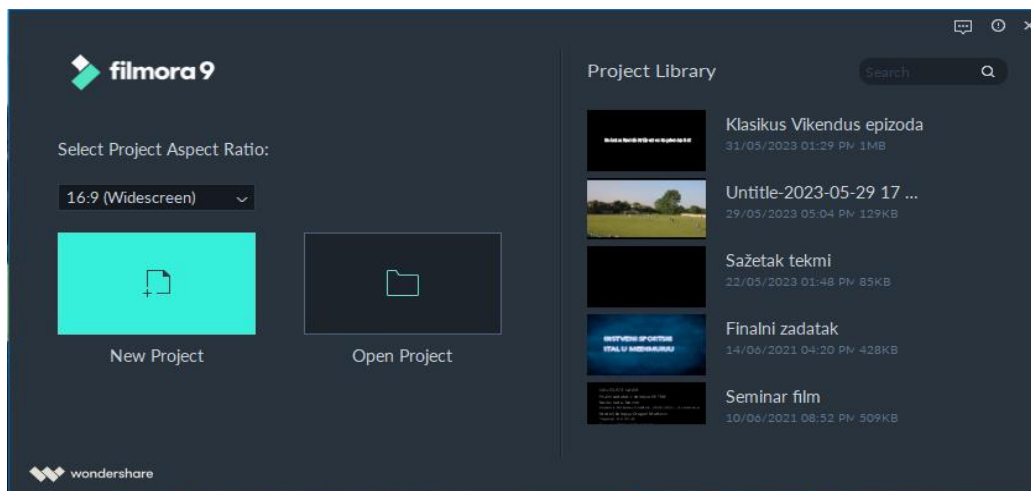 filmora9
Select Project Aspect Ratio:
16:9 (Widescreen)
New Project
Open Project
wondershare
Project Library
Search
Klasikus Vikendus epizoda
31/05/2023 01:29 PM 1MB
Untitle-2023-05-29 17 ...
29/05/2023 05:04 PM 129KB
Sažetak tekmi
22/05/2023 01:48 PM 85KB
Finalni zadatak
14/06/2021 04:20 PM 428KB
Seminar film
10/06/2021 08:52 PM 509KB